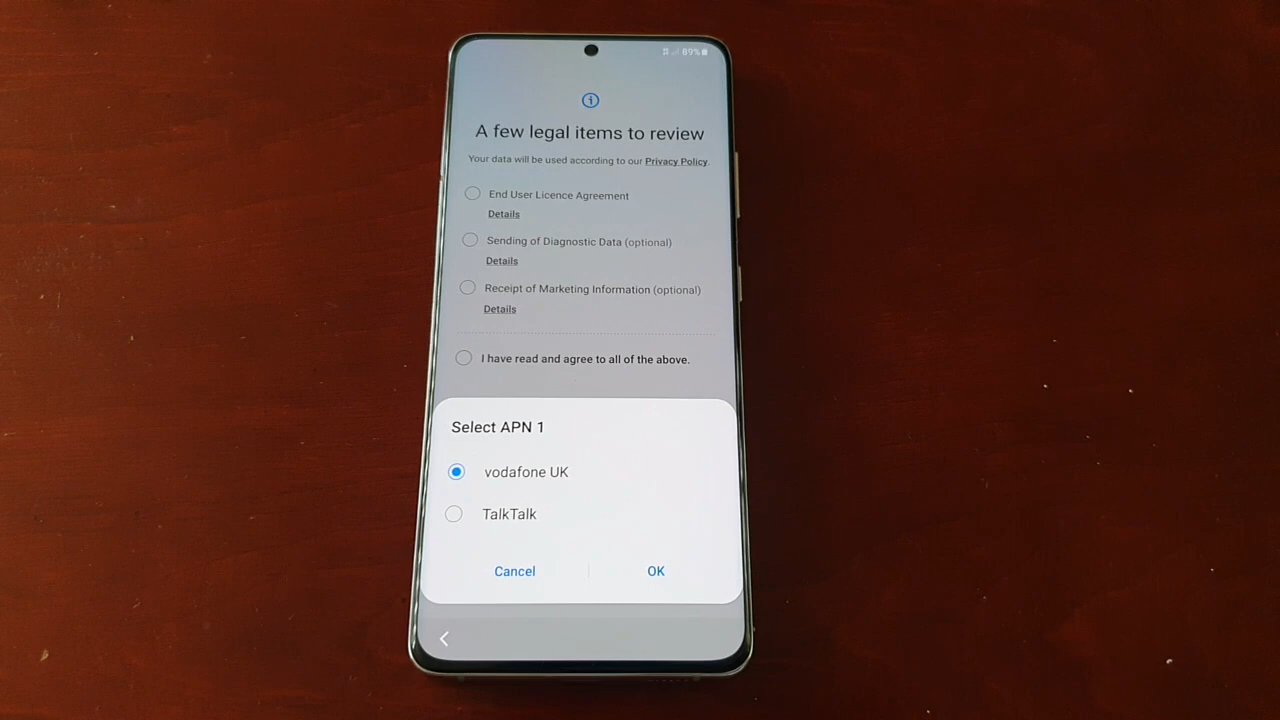 89%
A few legal items to review
Your data will be used according to our Privacy Policy.
End User Licence Agreement
Details
Sending of Diagnostic Data (optional)
Details
Receipt of Marketing Information (optional)
Details
I have read and agree to all of the above.
Select APN 1
vodafone UK
TalkTalk
Cancel
OK